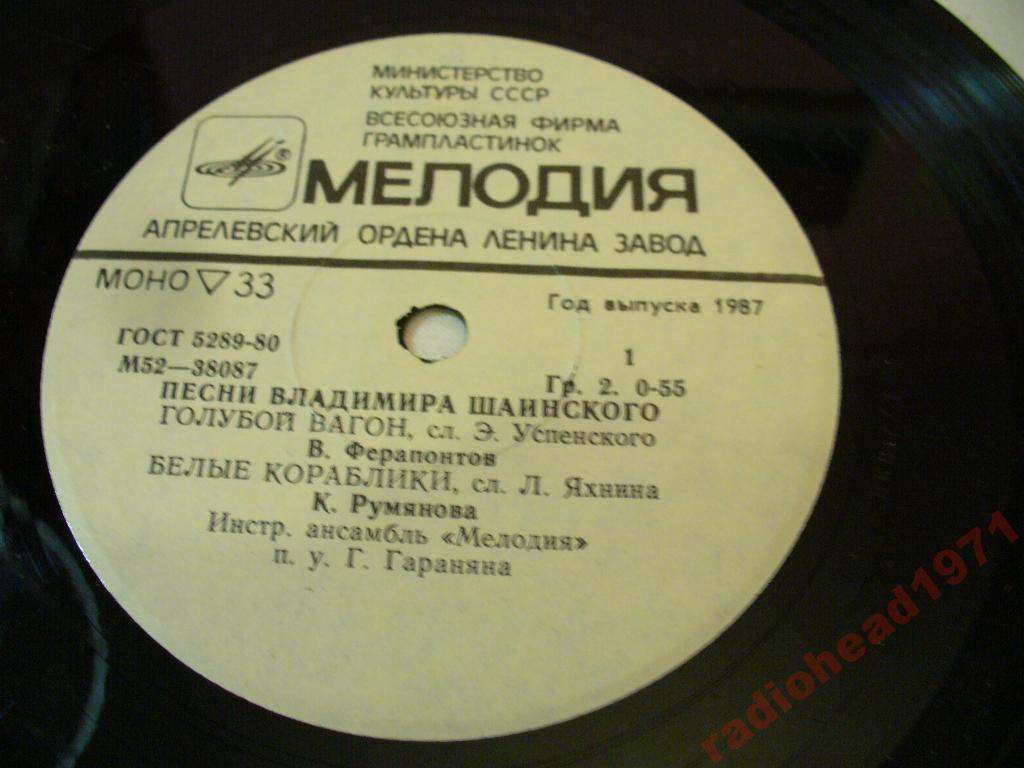 МИНИСТЕРСТВО
КУЛЬТУРЫ СССР
ВСЕСОЮЗНАЯ ФИРМА
ГРАМПЛАСТИНОК
МЕЛОДИЯ
АПРЕЛЕВСКИЙ ОРДЕНА ЛЕНИНА ЗАВОД
МОНО ▽ 33
Год выпуска 1987
ГОСТ 5289-80
1
М52—38087
Гр. 2. 0-55
ПЕСНИ ВЛАДИМИРА ШАИНСКОГО
ГОЛУБОЙ ВАГОН, сл. Э. Успенского
В. Ферапонтов
БЕЛЫЕ КОРАБЛИКИ, сл. Л. Яхнина
К. Румянова
Инстр. ансамбль «Мелодия»
п. у. Г. Гараняна
radiohead1971